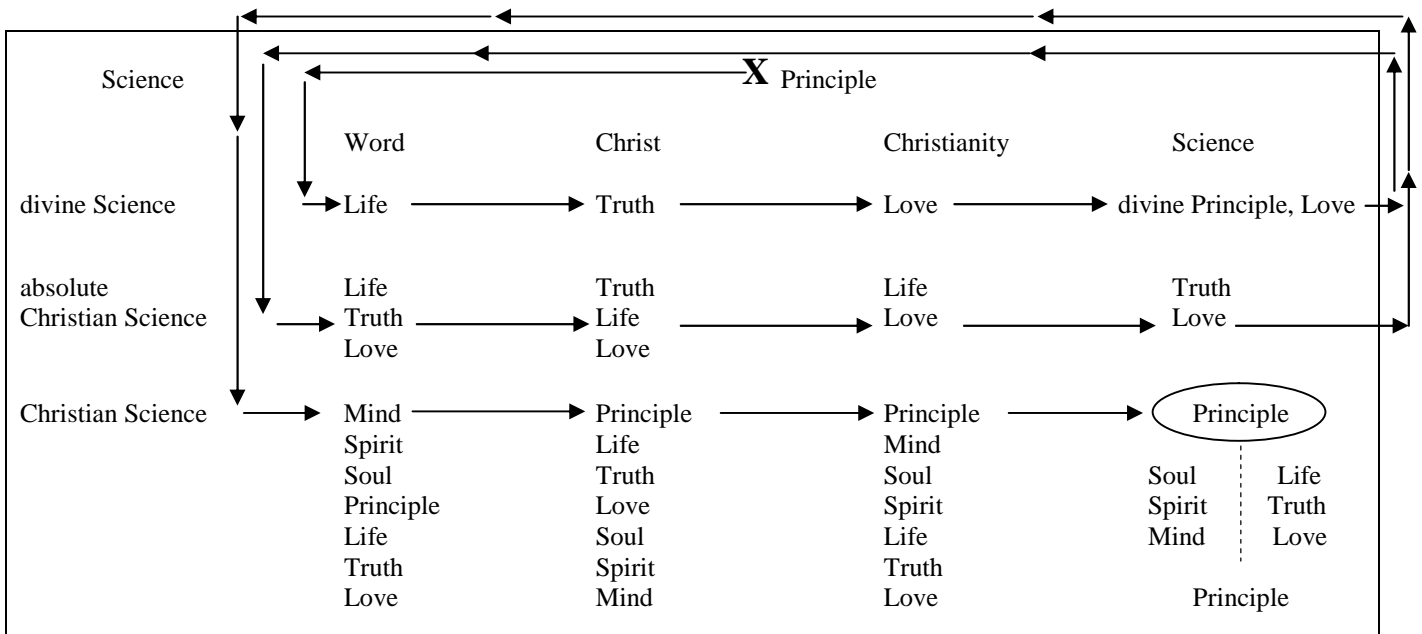 Science X Principle
Word Christ Christianity Science
divine Science Life Truth Love divine Principle, Love
absolute Life Truth Life Truth
Christian Science Truth Life Love Love
Love Love
Christian Science Mind Principle Principle Principle
Spirit Life Mind
Soul Truth Soul Soul Life
Principle Love Spirit Spirit Truth
Life Soul Life Mind Love
Truth Spirit Truth
Love Mind Love Principle